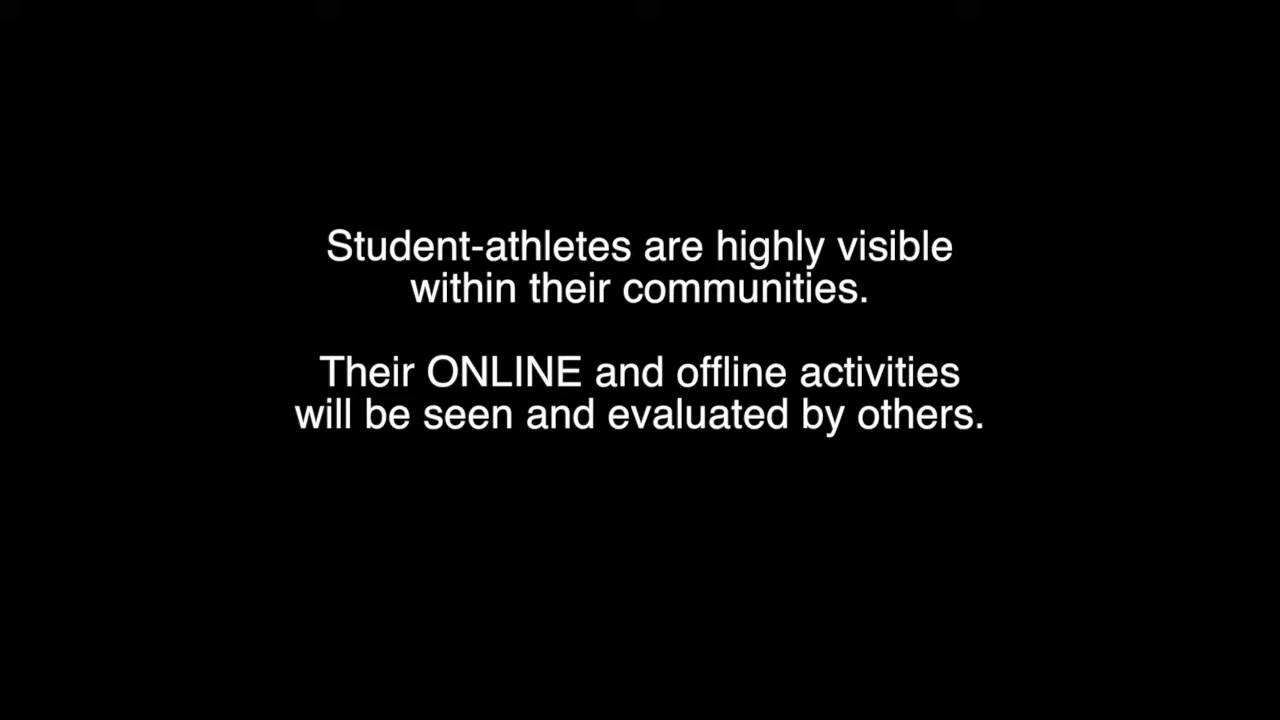 Student-athletes are highly visible
within their communities.
Their ONLINE and offline activities
will be seen and evaluated by others.